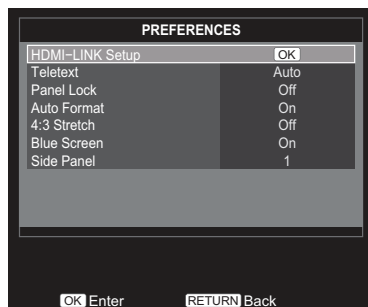 PREFERENCES
HDMI−LINK Setup OK
Teletext Auto
Panel Lock Off
Auto Format On
4:3 Stretch Off
Blue Screen On
Side Panel 1
OK Enter RETURN Back